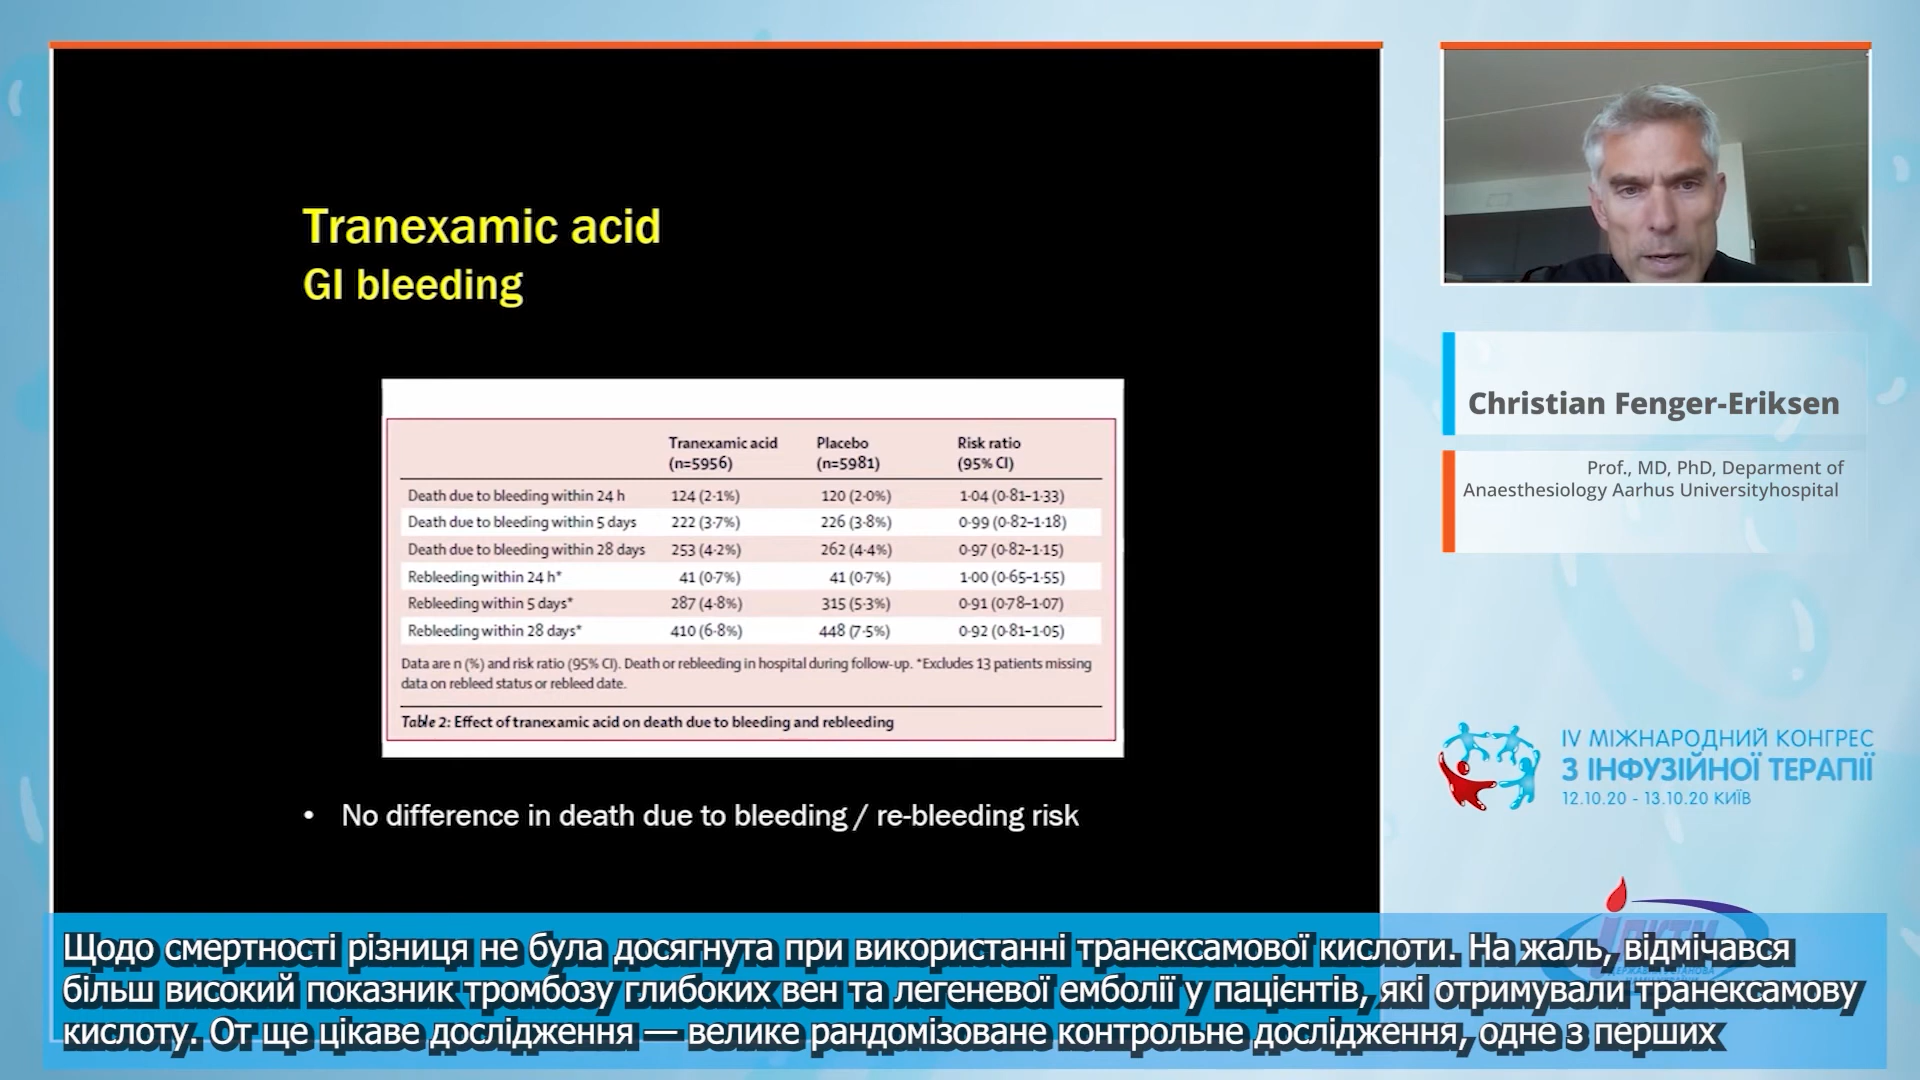 Tranexamic acid
GI bleeding
Tranexamic acid Placebo Risk ratio
(n=5956) (n=5981) (95% CI)
Death due to bleeding within 24 h 124 (2·1%) 120 (2·0%) 1·04 (0·81–1·33)
Death due to bleeding within 5 days 222 (3·7%) 226 (3·8%) 0·99 (0·82–1·18)
Death due to bleeding within 28 days 253 (4·2%) 262 (4·4%) 0·97 (0·82–1·15)
Rebleeding within 24 h* 41 (0·7%) 41 (0·7%) 1·00 (0·65–1·55)
Rebleeding within 5 days* 287 (4·8%) 315 (5·3%) 0·91 (0·78–1·07)
Rebleeding within 28 days* 410 (6·8%) 448 (7·5%) 0·92 (0·81–1·05)
Data are n (%) and risk ratio (95% CI). Death or rebleeding in hospital during follow-up. *Excludes 13 patients missing
data on rebleed status or rebleed date.
Table 2: Effect of tranexamic acid on death due to bleeding and rebleeding
• No difference in death due to bleeding / re-bleeding risk
Christian Fenger-Eriksen
Prof., MD, PhD, Deparment of
Anaesthesiology Aarhus Universityhospital
IV МІЖНАРОДНИЙ КОНГРЕС
З ІНФУЗІЙНОЇ ТЕРАПІЇ
12.10.20 - 13.10.20 КИЇВ
Щодо смертності різниця не була досягнута при використанні транексамової кислоти. На жаль, відмічався
більш високий показник тромбозу глибоких вен та легеневої емболії у пацієнтів, які отримували транексамову
кислоту. От ще цікаве дослідження — велике рандомізоване контрольне дослідження, одне з перших